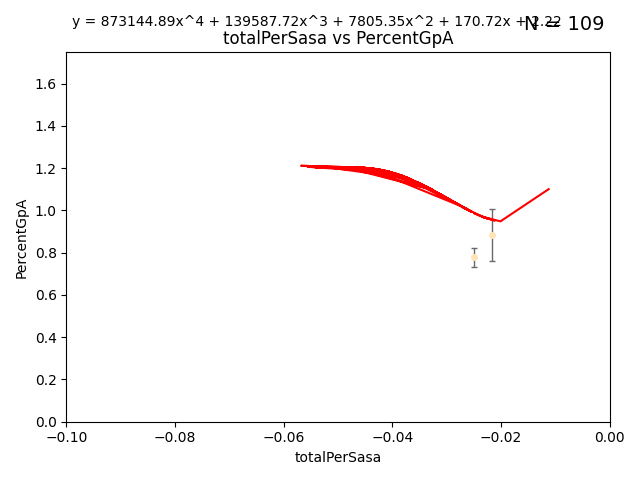 y = 873144.89x^4 + 139587.72x^3 + 7805.35x^2 + 170.72x + 2.22
N = 109
totalPerSasa vs PercentGpA
1.6
1.4
1.2
1.0
0.8
0.6
0.4
0.2
0.0
PercentGpA
−0.10 −0.08 −0.06 −0.04 −0.02 0.00
totalPerSasa